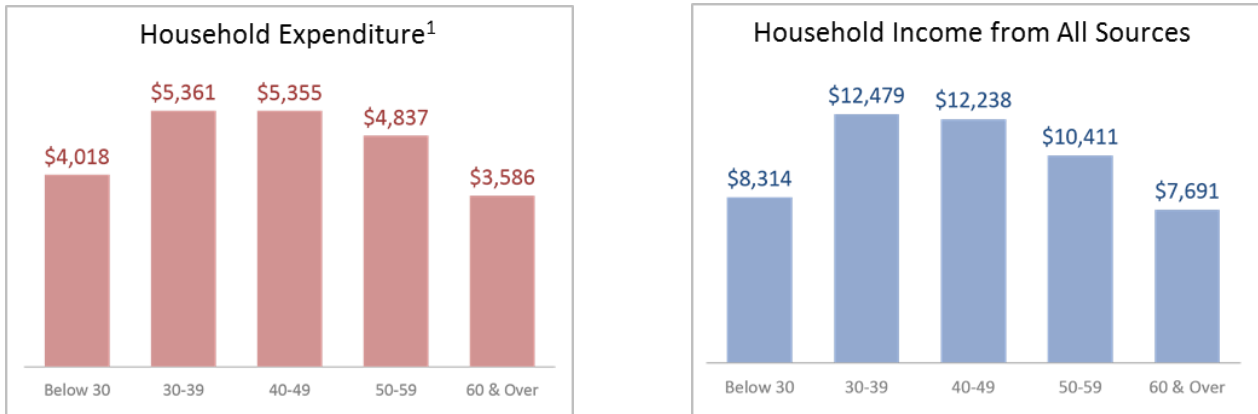 Household Expenditure¹
$4,018
$5,361
$5,355
$4,837
$3,586
Below 30
30-39
40-49
50-59
60 & Over
Household Income from All Sources
$8,314
$12,479
$12,238
$10,411
$7,691
Below 30
30-39
40-49
50-59
60 & Over